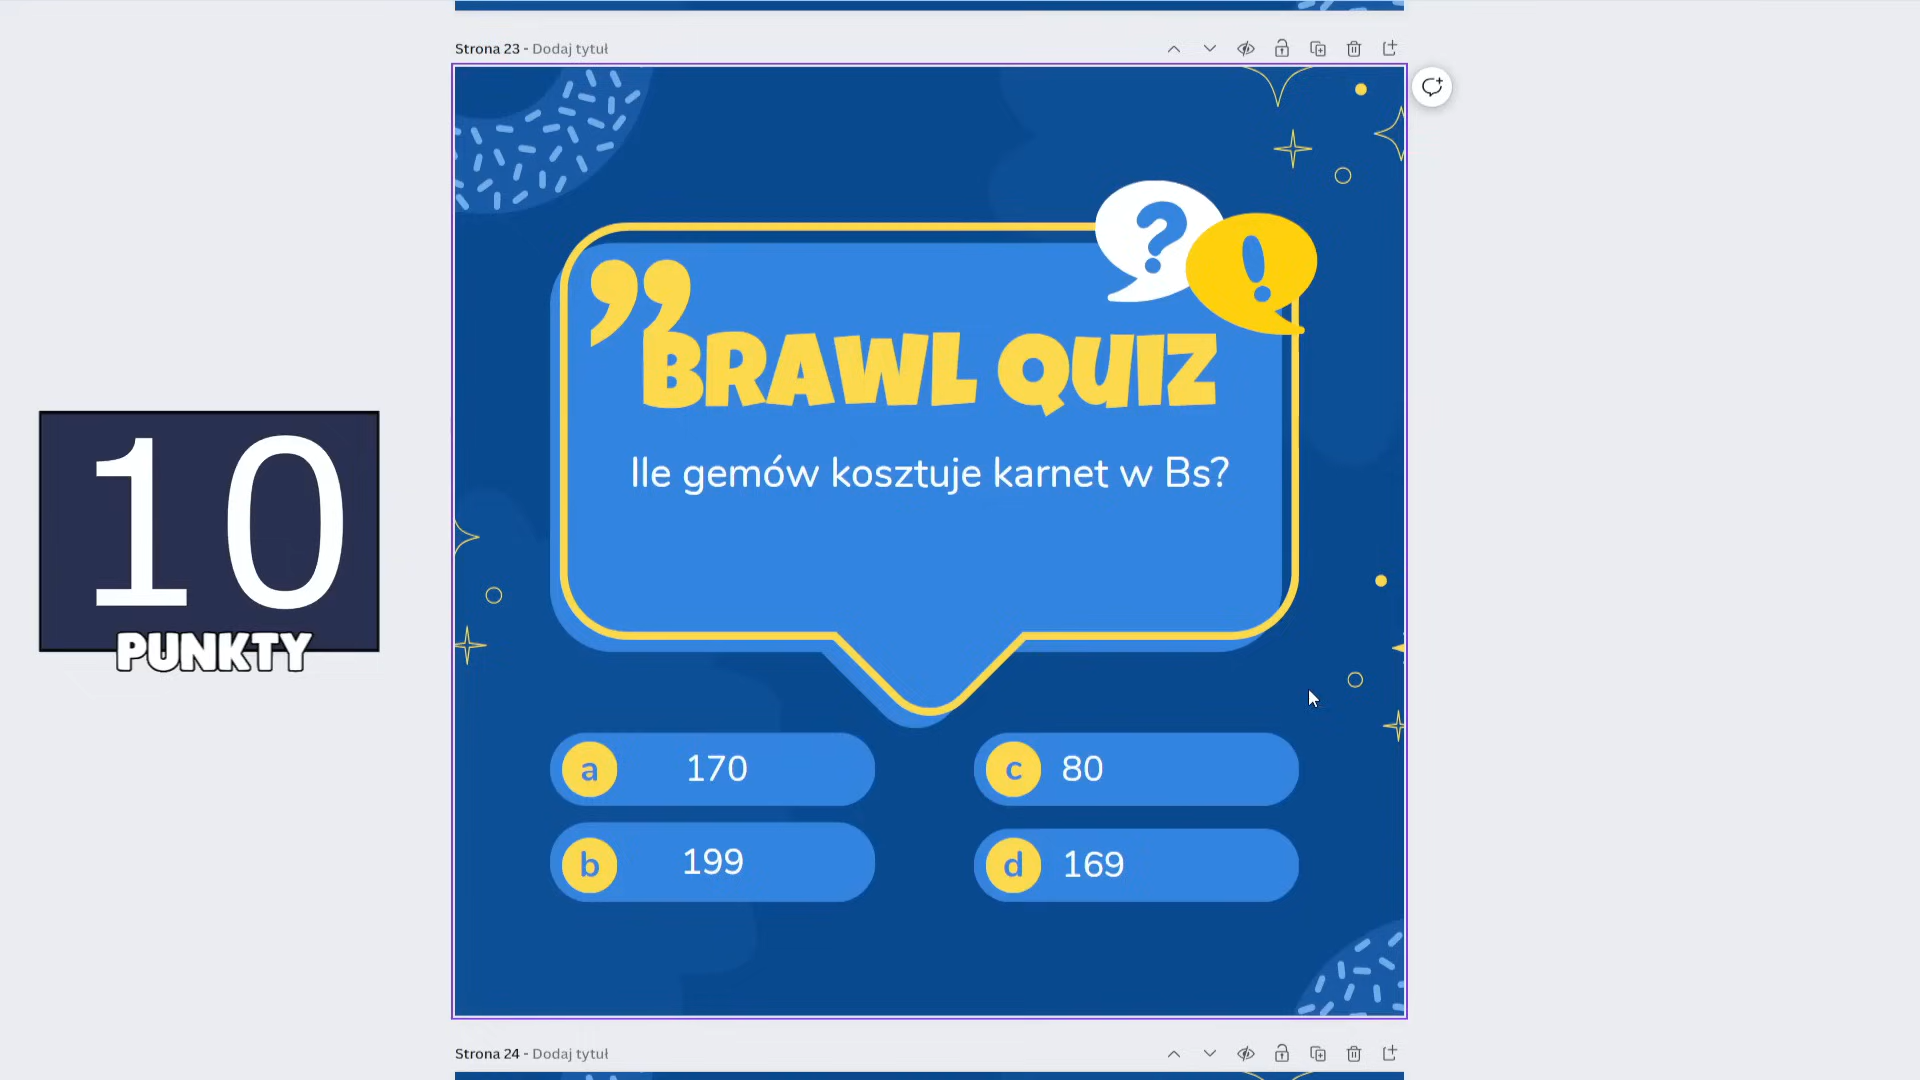 Strona 23 - Dodaj tytuł
?
!
”
BRAWL QUIZ
Ile gemów kosztuje karnet w Bs?
10
PUNKTY
a 170
c 80
b 199
d 169
Strona 24 - Dodaj tytuł